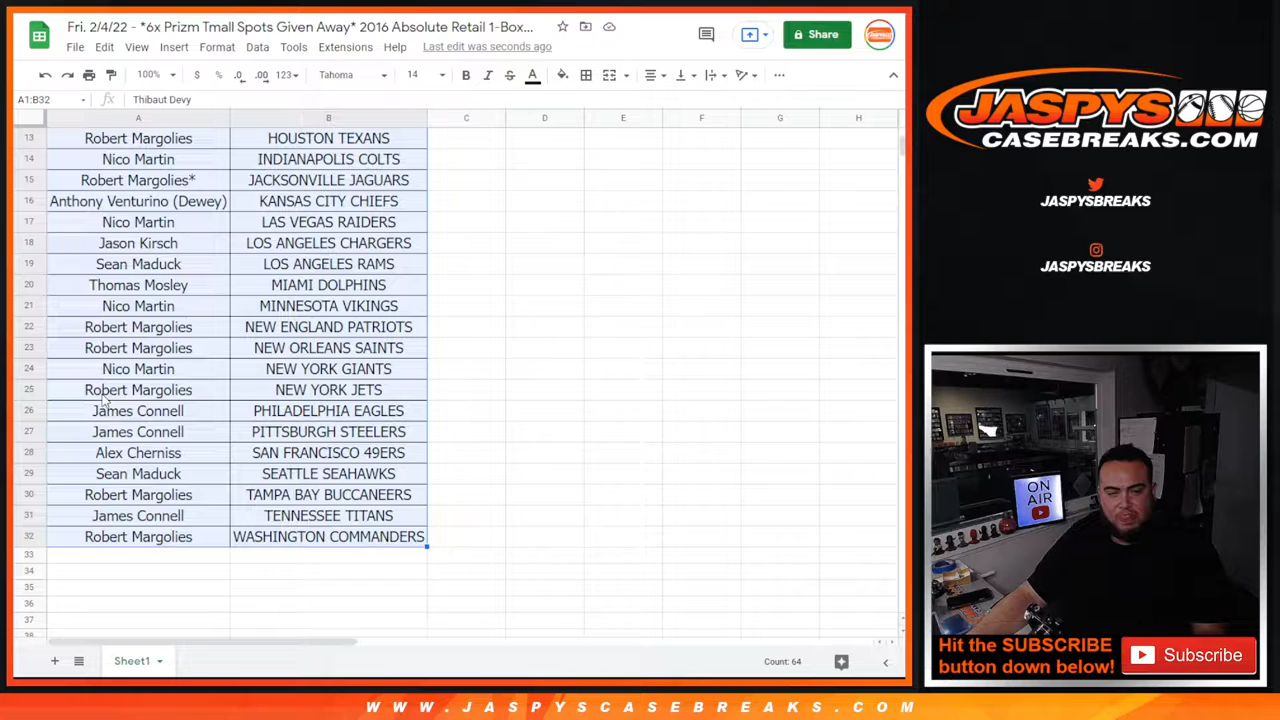 Fri. 2/4/22 - *6x Prizm Tmall Spots Given Away* 2016 Absolute Retail 1-Box...
File Edit View Insert Format Data Tools Extensions Help Last edit was seconds ago
Share
100% $ % .0 .00 123 Tahoma 14 B I S A
A1:B32 fx Thibaut Devy
A B C D E F G H
13 Robert Margolies HOUSTON TEXANS
14 Nico Martin INDIANAPOLIS COLTS
15 Robert Margolies* JACKSONVILLE JAGUARS
16 Anthony Venturino (Dewey) KANSAS CITY CHIEFS
17 Nico Martin LAS VEGAS RAIDERS
18 Jason Kirsch LOS ANGELES CHARGERS
19 Sean Maduck LOS ANGELES RAMS
20 Thomas Mosley MIAMI DOLPHINS
21 Nico Martin MINNESOTA VIKINGS
22 Robert Margolies NEW ENGLAND PATRIOTS
23 Robert Margolies NEW ORLEANS SAINTS
24 Nico Martin NEW YORK GIANTS
25 Robert Margolies NEW YORK JETS
26 James Connell PHILADELPHIA EAGLES
27 James Connell PITTSBURGH STEELERS
28 Alex Cherniss SAN FRANCISCO 49ERS
29 Sean Maduck SEATTLE SEAHAWKS
30 Robert Margolies TAMPA BAY BUCCANEERS
31 James Connell TENNESSEE TITANS
32 Robert Margolies WASHINGTON COMMANDERS
33
34
35
36
37
38
Sheet1
Count: 64
JASPYS
CASEBREAKS.COM
JASPYSBREAKS
JASPYSBREAKS
ON
AIR
Hit the SUBSCRIBE
button down below!
Subscribe
WWW.JASPYSCASEBREAKS.COM